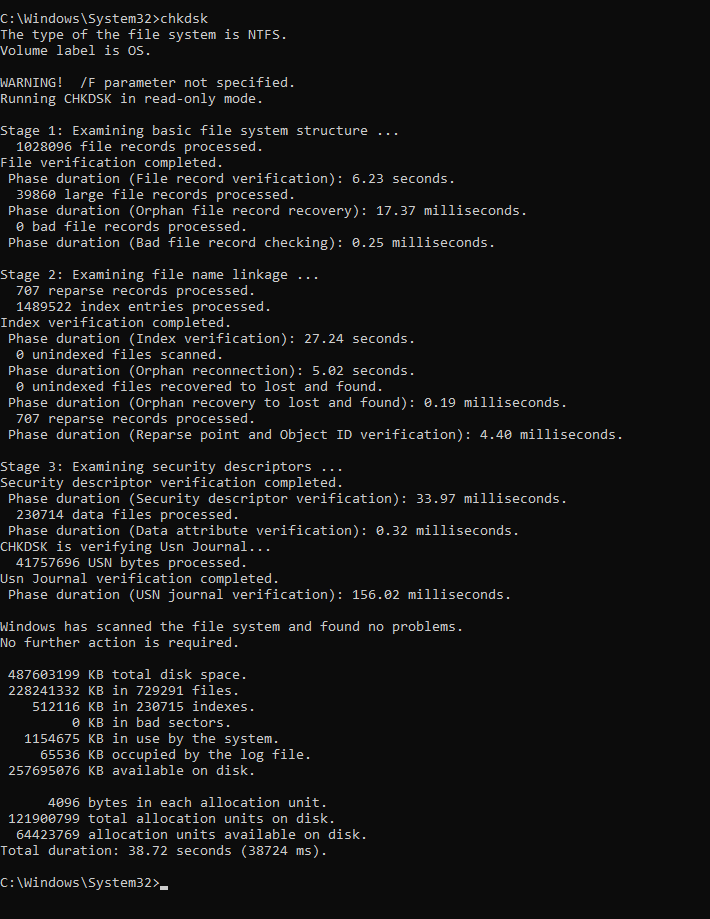 C:\Windows\System32>chkdsk
The type of the file system is NTFS.
Volume label is OS.

WARNING!  /F parameter not specified.
Running CHKDSK in read-only mode.

Stage 1: Examining basic file system structure ...
  1028096 file records processed.
File verification completed.
 Phase duration (File record verification): 6.23 seconds.
  39860 large file records processed.
 Phase duration (Orphan file record recovery): 17.37 milliseconds.
  0 bad file records processed.
 Phase duration (Bad file record checking): 0.25 milliseconds.

Stage 2: Examining file name linkage ...
  707 reparse records processed.
  1489522 index entries processed.
Index verification completed.
 Phase duration (Index verification): 27.24 seconds.
  0 unindexed files scanned.
 Phase duration (Orphan reconnection): 5.02 seconds.
  0 unindexed files recovered to lost and found.
 Phase duration (Orphan recovery to lost and found): 0.19 milliseconds.
  707 reparse records processed.
 Phase duration (Reparse point and Object ID verification): 4.40 milliseconds.

Stage 3: Examining security descriptors ...
Security descriptor verification completed.
 Phase duration (Security descriptor verification): 33.97 milliseconds.
  230714 data files processed.
 Phase duration (Data attribute verification): 0.32 milliseconds.
CHKDSK is verifying Usn Journal...
  41757696 USN bytes processed.
Usn Journal verification completed.
 Phase duration (USN journal verification): 156.02 milliseconds.

Windows has scanned the file system and found no problems.
No further action is required.

 487603199 KB total disk space.
 228241332 KB in 729291 files.
    512116 KB in 230715 indexes.
         0 KB in bad sectors.
   1154675 KB in use by the system.
     65536 KB occupied by the log file.
 257695076 KB available on disk.

      4096 bytes in each allocation unit.
 121900799 total allocation units on disk.
  64423769 allocation units available on disk.
Total duration: 38.72 seconds (38724 ms).

C:\Windows\System32>